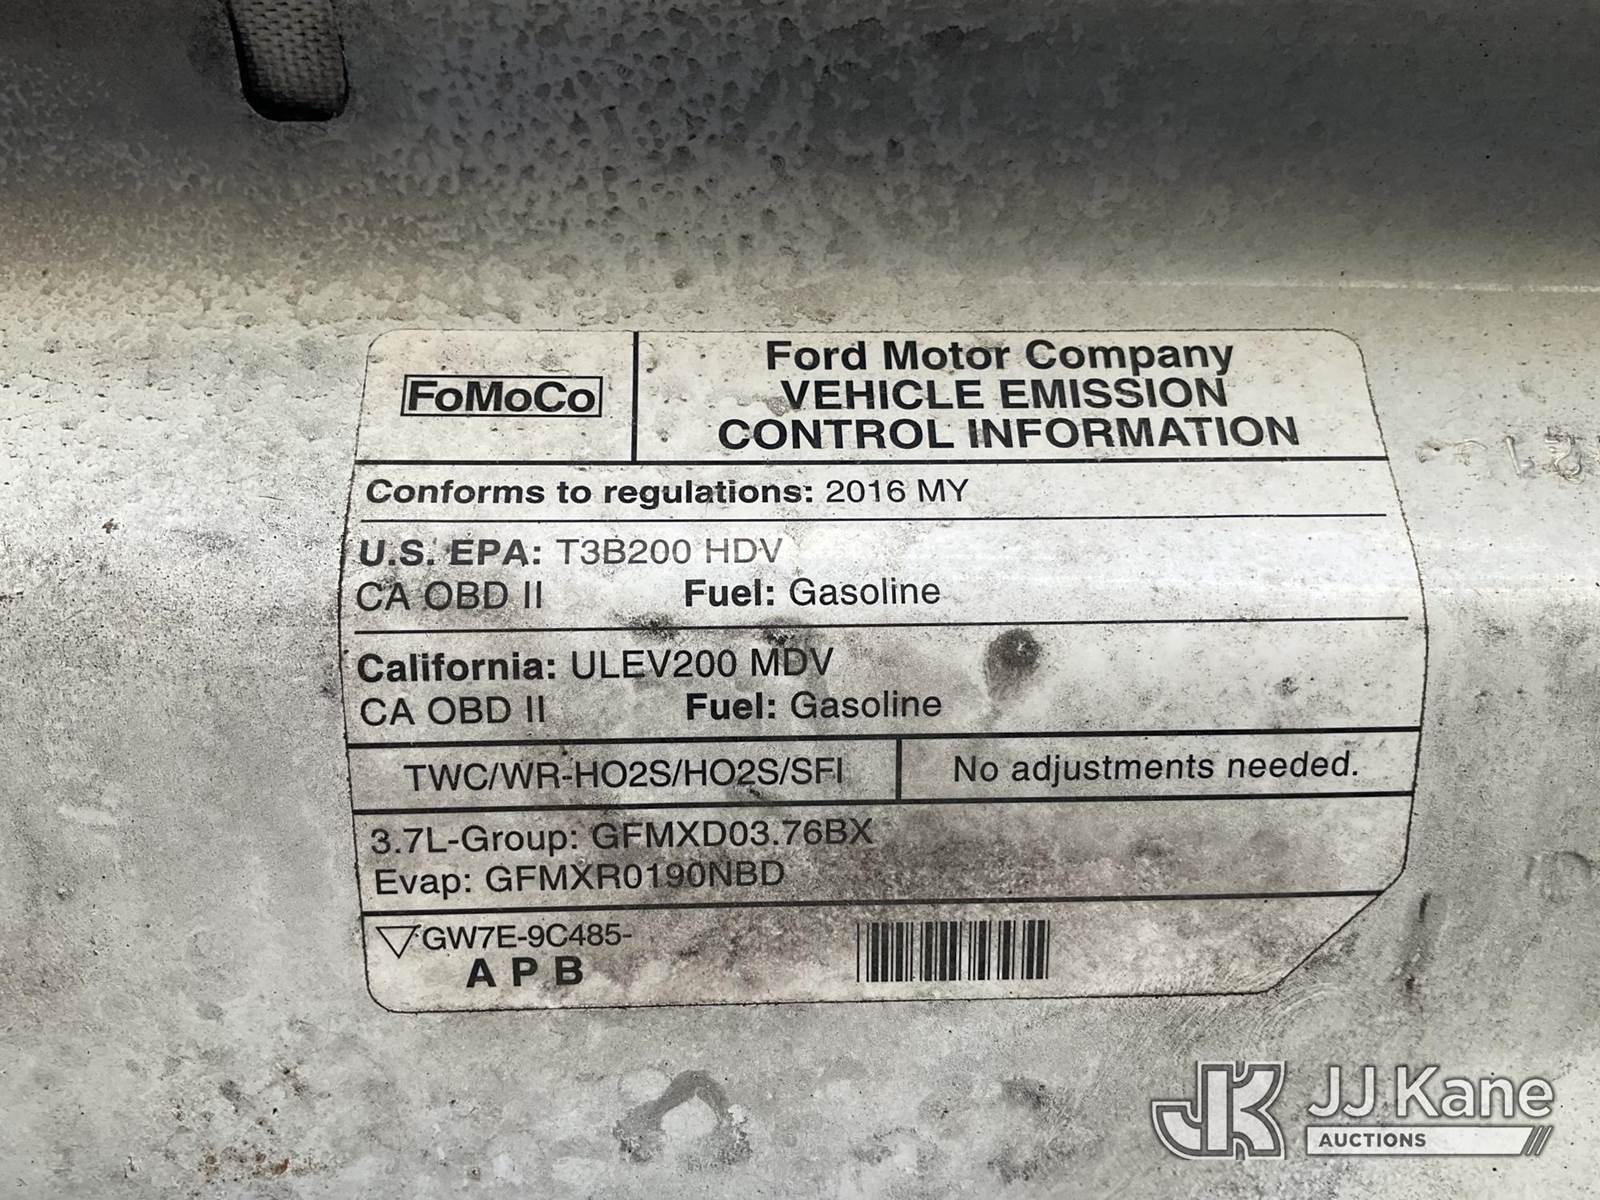 FoMoCo
Ford Motor Company
VEHICLE EMISSION
CONTROL INFORMATION
Conforms to regulations: 2016 MY
U.S. EPA: T3B200 HDV
CA OBD II Fuel: Gasoline
California: ULEV200 MDV
CA OBD II Fuel: Gasoline
TWC/WR-HO2S/HO2S/SFI No adjustments needed.
3.7L-Group: GFMXD03.76BX
Evap: GFMXR0190NBD
GW7E-9C485-
A P B
JK JJ Kane
AUCTIONS